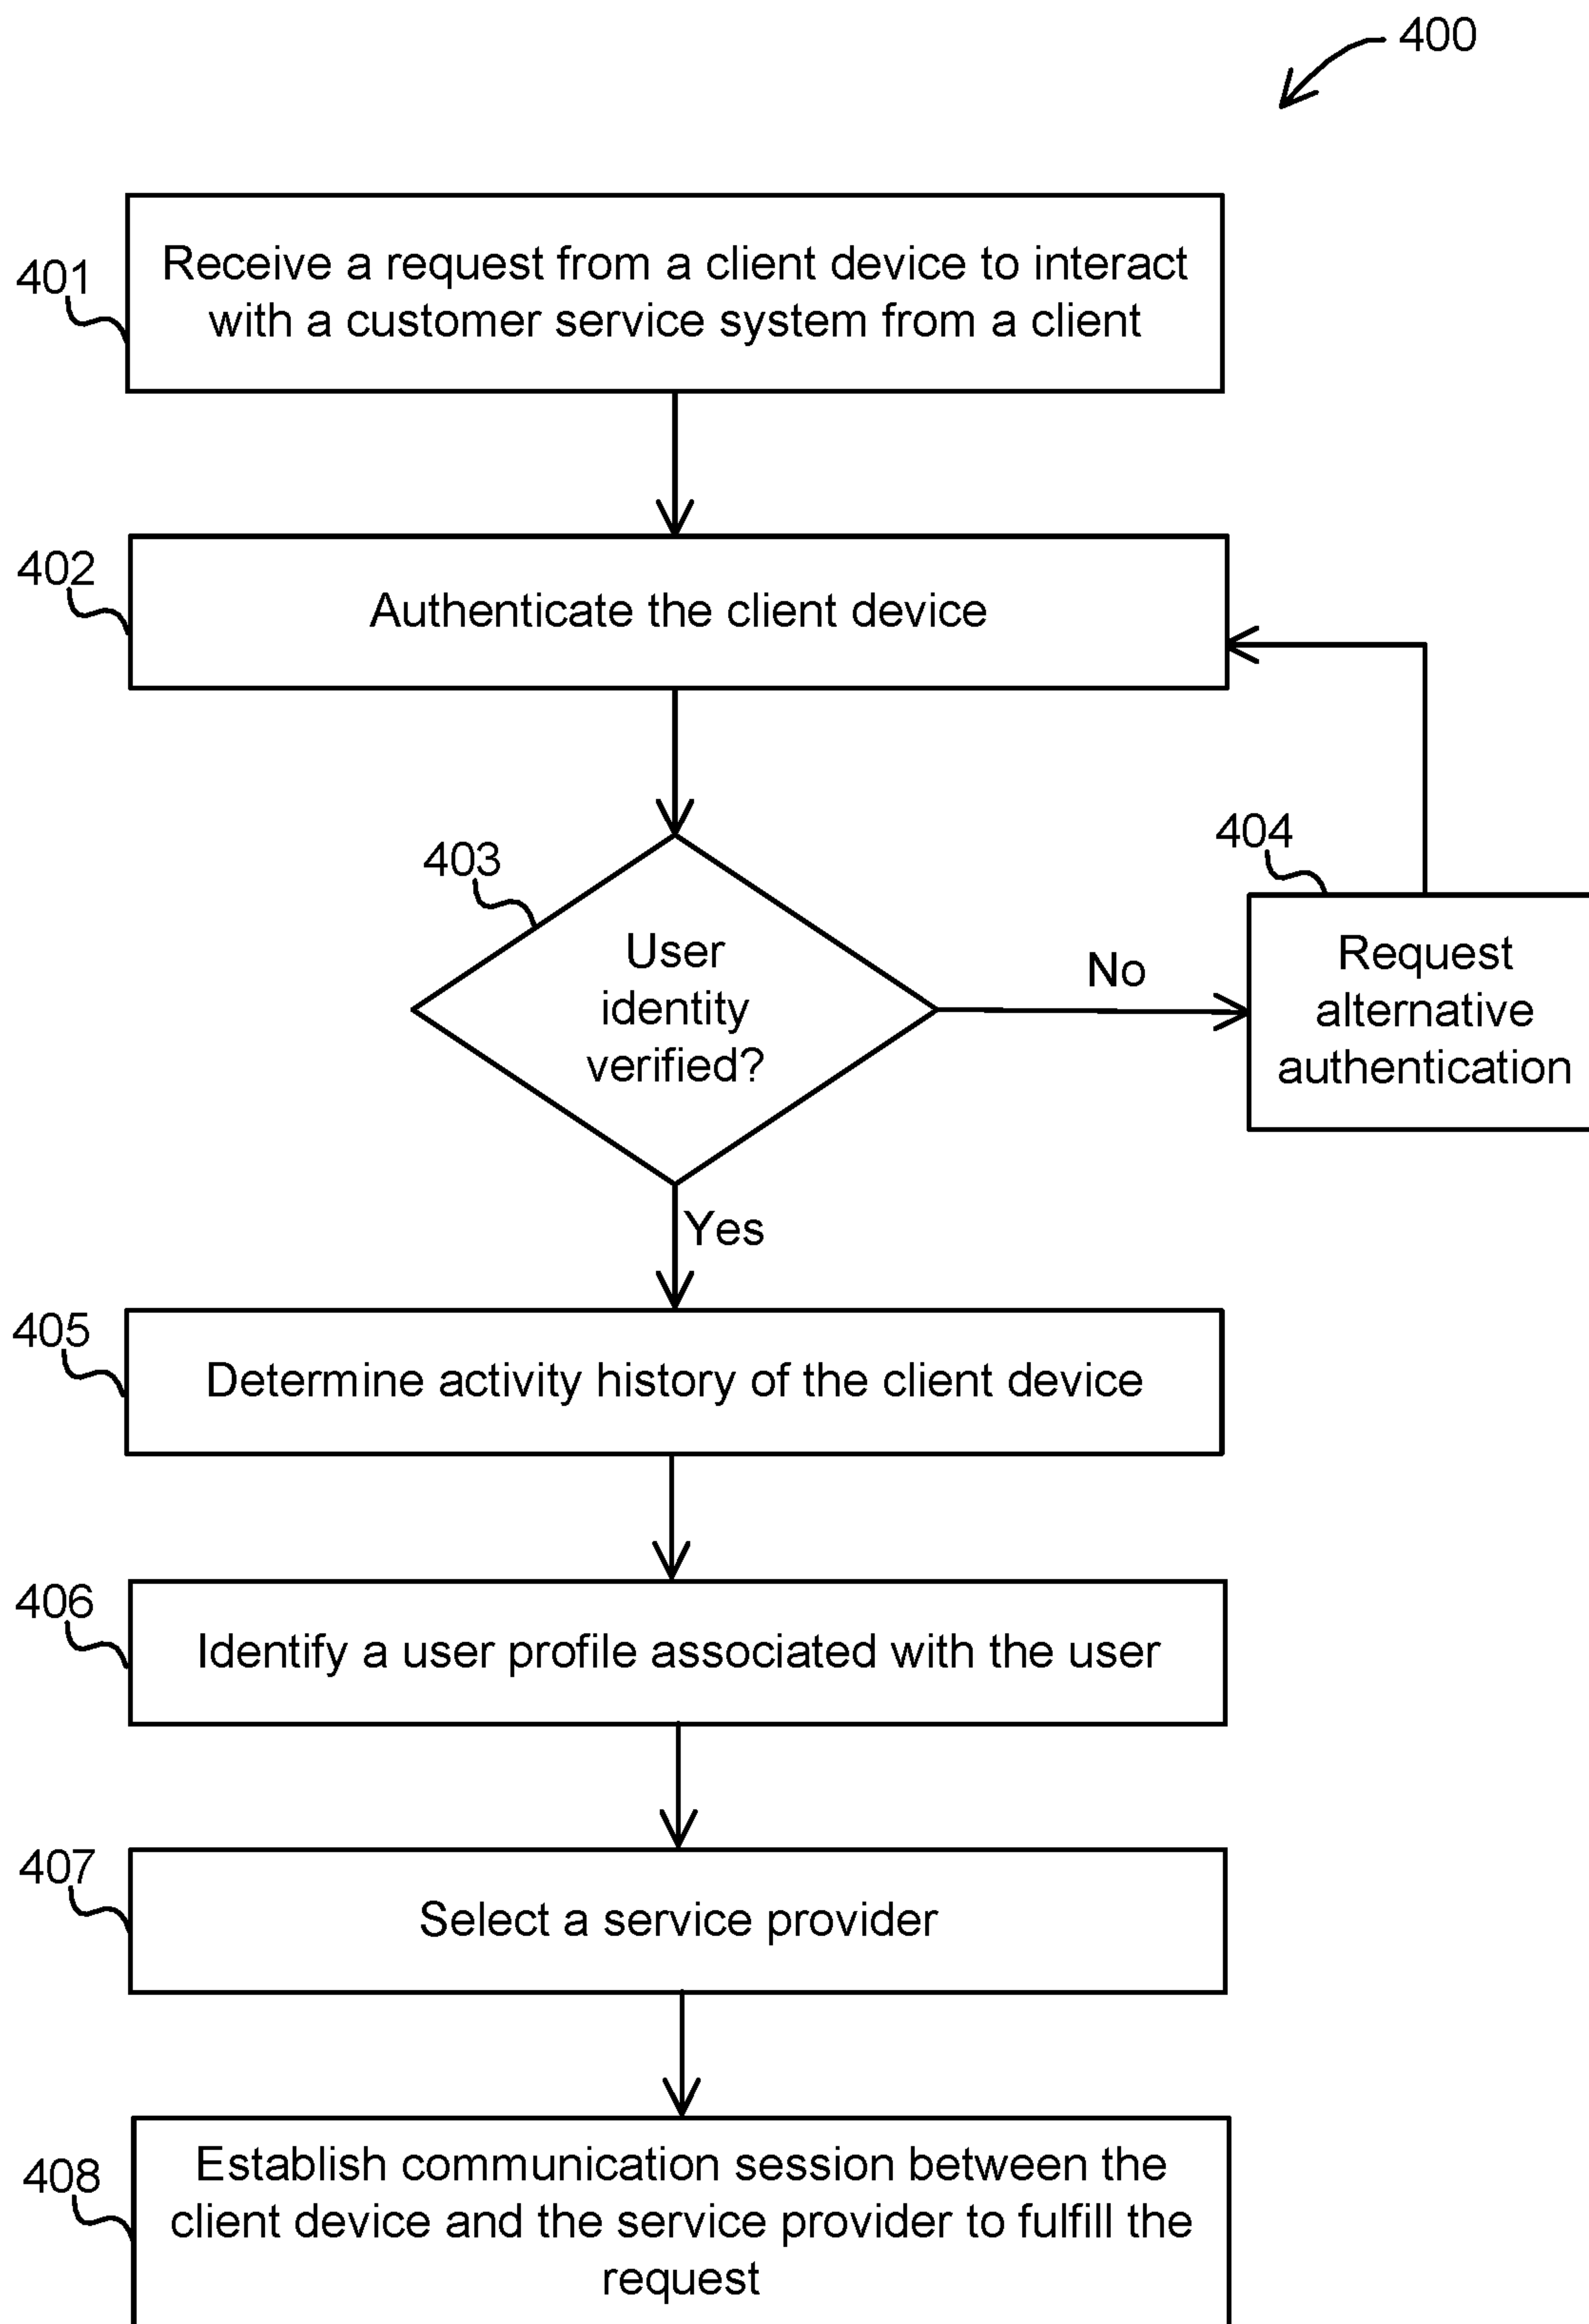 400
401
Receive a request from a client device to interact
with a customer service system from a client
402
Authenticate the client device
403
User
identity
verified?
No
404
Request
alternative
authentication
Yes
405
Determine activity history of the client device
406
Identify a user profile associated with the user
407
Select a service provider
408
Establish communication session between the
client device and the service provider to fulfill the
request